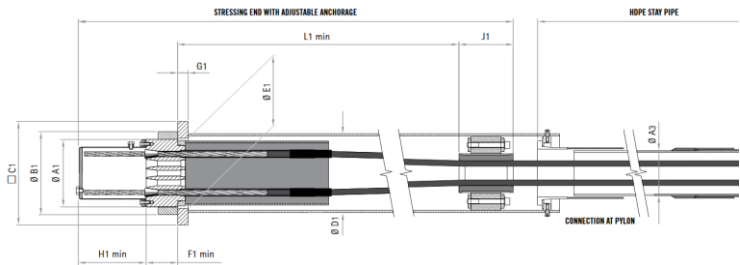 STRESSING END WITH ADJUSTABLE ANCHORAGE
HDPE STAY PIPE
L1 min
J1
G1
Ø E1
Ø A3
□ C1
Ø B1
Ø A1
Ø D1
CONNECTION AT PYLON
H1 min
F1 min